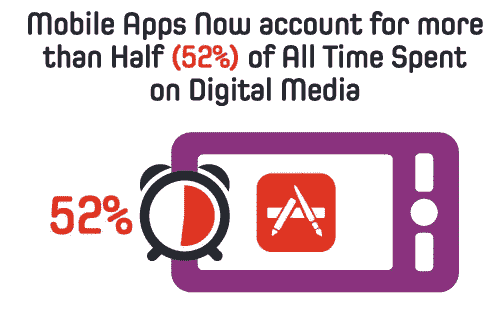 Mobile Apps Now account for more
than Half (52%) of All Time Spent
on Digital Media
52%